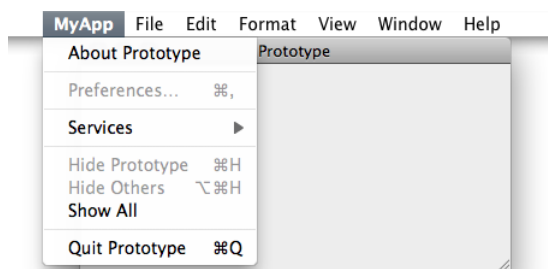 MyApp File Edit Format View Window Help
About Prototype
Prototype
Preferences... ⌘,
Services ▶
Hide Prototype ⌘H
Hide Others ⌥⌘H
Show All
Quit Prototype ⌘Q